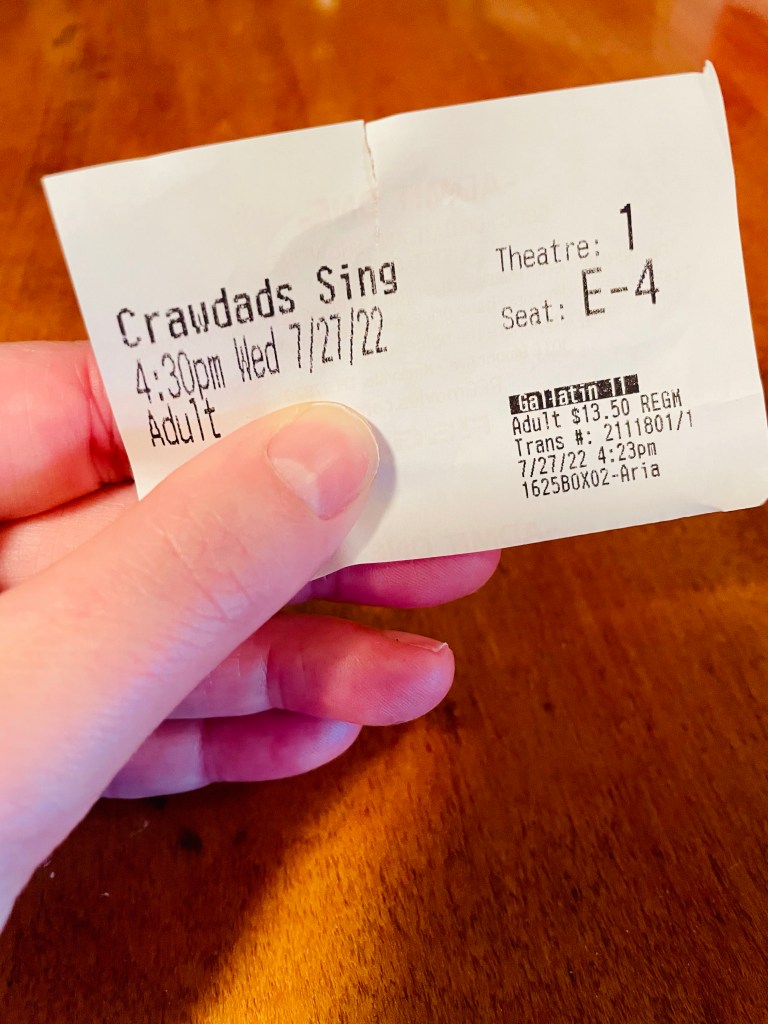 Crawdads Sing
4:30pm Wed 7/27/22
Adult
Theatre: 1
Seat: E-4
Gallatin 11
Adult $13.50 REGM
Trans #: 2111801/1
7/27/22 4:23pm
1625BOX02-Aria